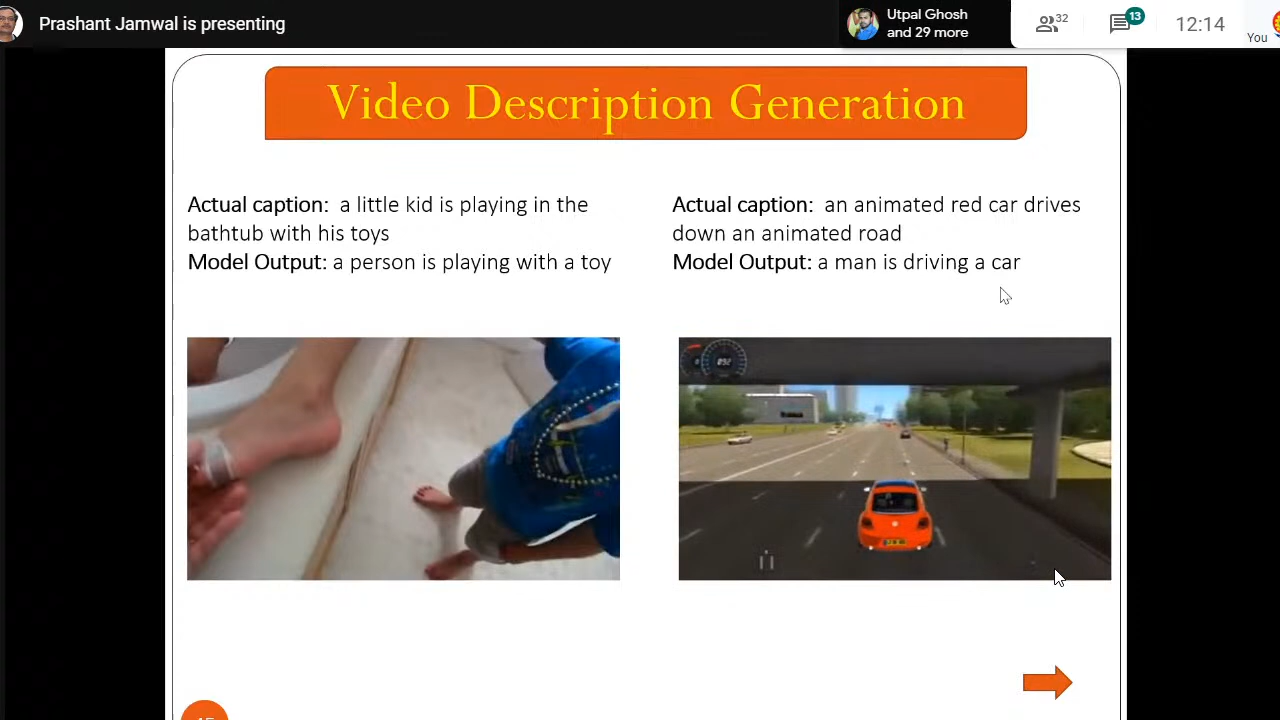 Prashant Jamwal is presenting
Utpal Ghosh
and 29 more
32
13
12:14
You
Video Description Generation
Actual caption: a little kid is playing in the
bathtub with his toys
Model Output: a person is playing with a toy
Actual caption: an animated red car drives
down an animated road
Model Output: a man is driving a car